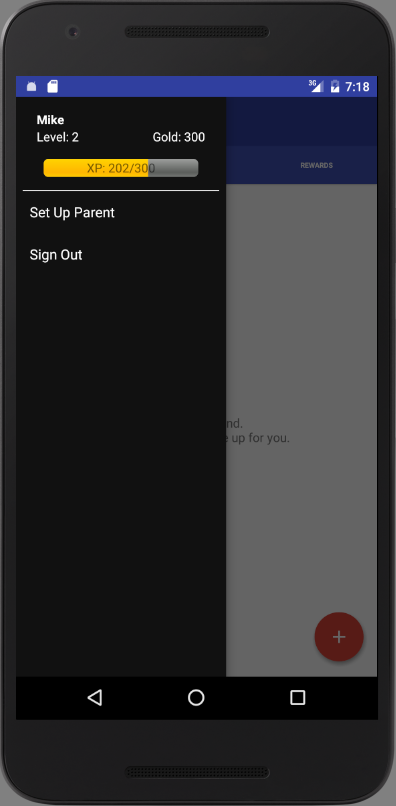 3G 7:18
Mike
Level: 2 Gold: 300
XP: 202/300
REWARDS
Set Up Parent
Sign Out
nd.
e up for you.